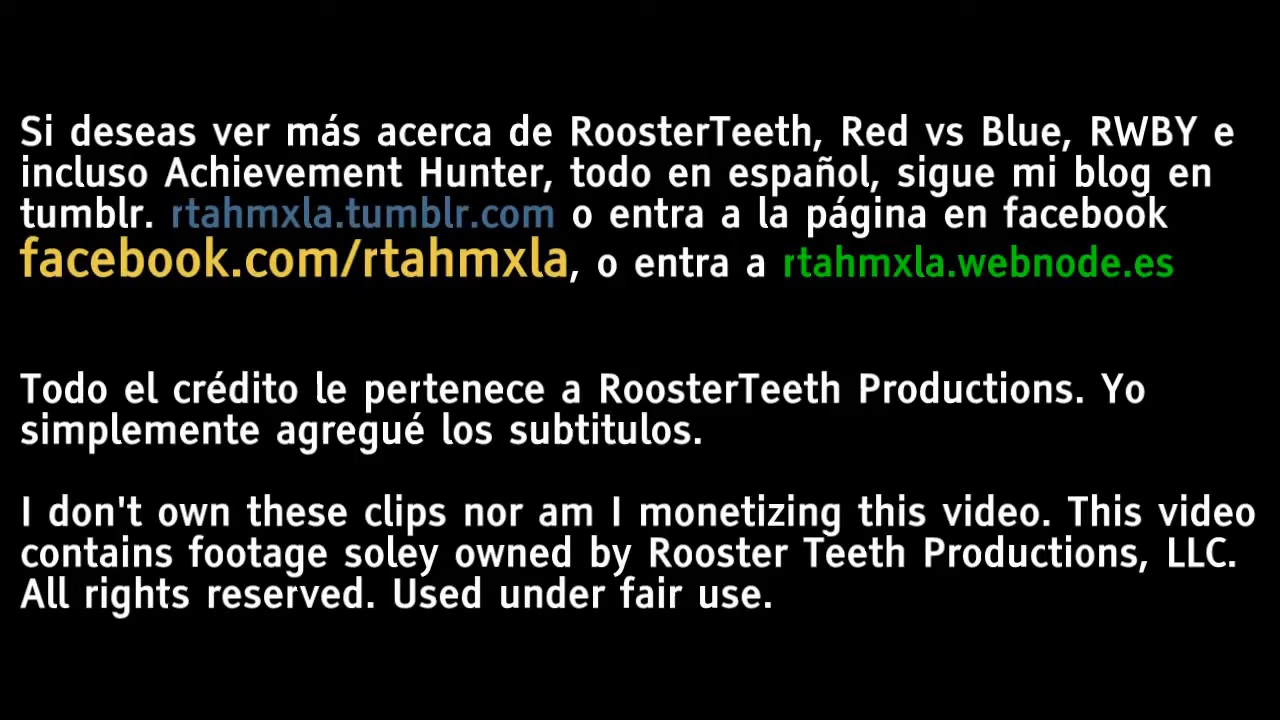 Si deseas ver más acerca de RoosterTeeth, Red vs Blue, RWBY e
incluso Achievement Hunter, todo en español, sigue mi blog en
tumblr. rtahmxla.tumblr.com o entra a la página en facebook
facebook.com/rtahmxla, o entra a rtahmxla.webnode.es
Todo el crédito le pertenece a RoosterTeeth Productions. Yo
simplemente agregué los subtitulos.
I don't own these clips nor am I monetizing this video. This video
contains footage soley owned by Rooster Teeth Productions, LLC.
All rights reserved. Used under fair use.